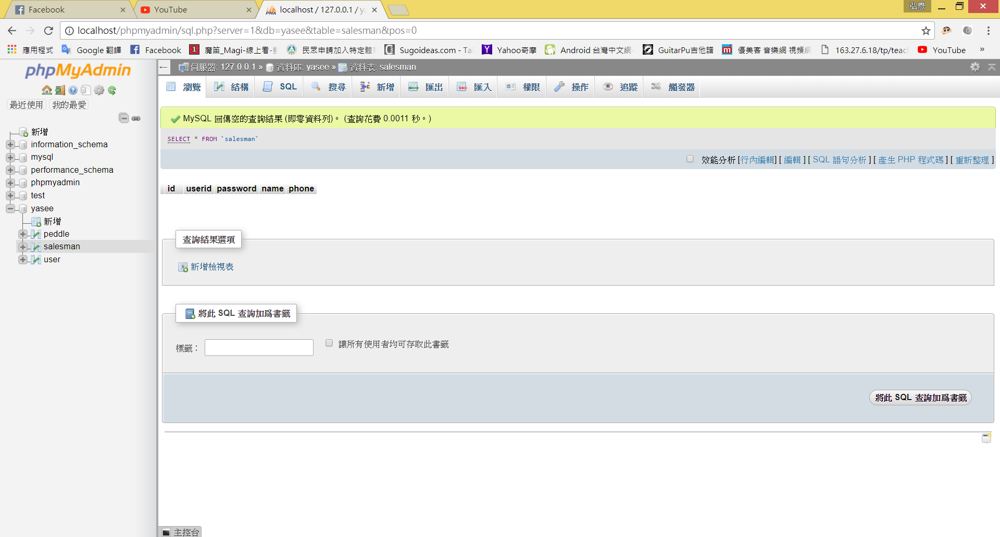 Facebook
YouTube
localhost / 127.0.0.1 / ya
弘恩
localhost/phpmyadmin/sql.php?server=1&db=yasee&table=salesman&pos=0
應用程式
Google 翻譯
Facebook
魔笛_Magi-線上看-
民眾申請加入特定體
Sugoideas.com - Tai
Yahoo奇摩
Android 台灣中文網-
GuitarPu吉他譜
優美客 音樂網 視頻網
163.27.6.18/tp/teach
YouTube
»
phpMyAdmin
最近使用 我的最愛
新增
information_schema
mysql
performance_schema
phpmyadmin
test
yasee
新增
peddle
salesman
user
伺服器: 127.0.0.1 » 資料庫: yasee » 資料表: salesman
瀏覽 結構 SQL 搜尋 新增 匯出 匯入 權限 操作 追蹤 觸發器
MySQL 回傳空的查詢結果 (即零資料列)。 (查詢花費 0.0011 秒。)
SELECT * FROM `salesman`
效能分析 [行內編輯] [ 編輯 ] [ SQL 語句分析 ] [ 產生 PHP 程式碼 ] [ 重新整理 ]
id userid password name phone
查詢結果選項
新增檢視表
將此 SQL 查詢加爲書籤
標籤：
讓所有使用者均可存取此書籤
將此 SQL 查詢加爲書籤
主控台